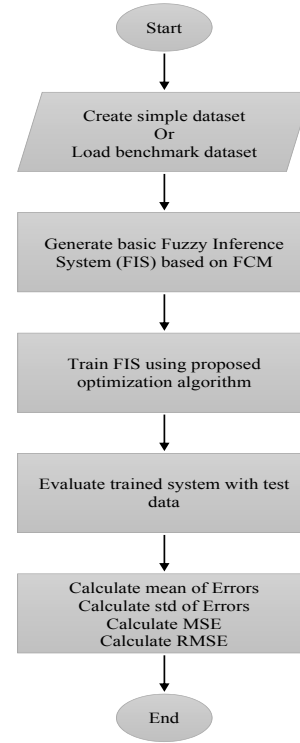 Start
Create simple dataset
Or
Load benchmark dataset
Generate basic Fuzzy Inference
System (FIS) based on FCM
Train FIS using proposed
optimization algorithm
Evaluate trained system with test
data
Calculate mean of Errors
Calculate std of Errors
Calculate MSE
Calculate RMSE
End